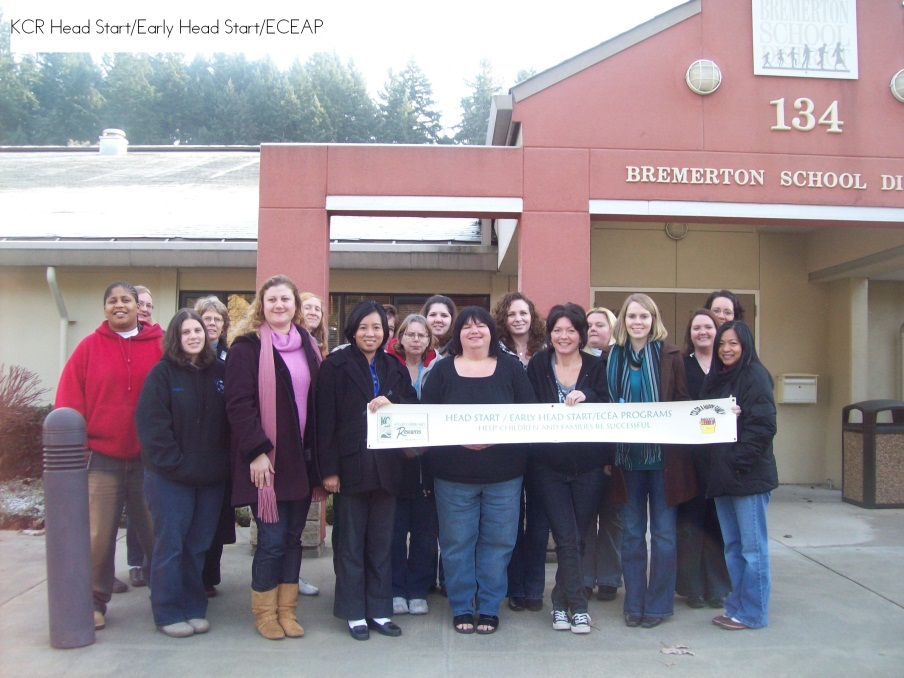 KCR Head Start/Early Head Start/ECEAP
BREMERTON
SCHOOL
134
BREMERTON SCHOOL DI
HEAD START / EARLY HEAD START/ECEA PROGRAMS
HELP CHILDREN AND FAMILIES BE SUCCESSFUL
Resources